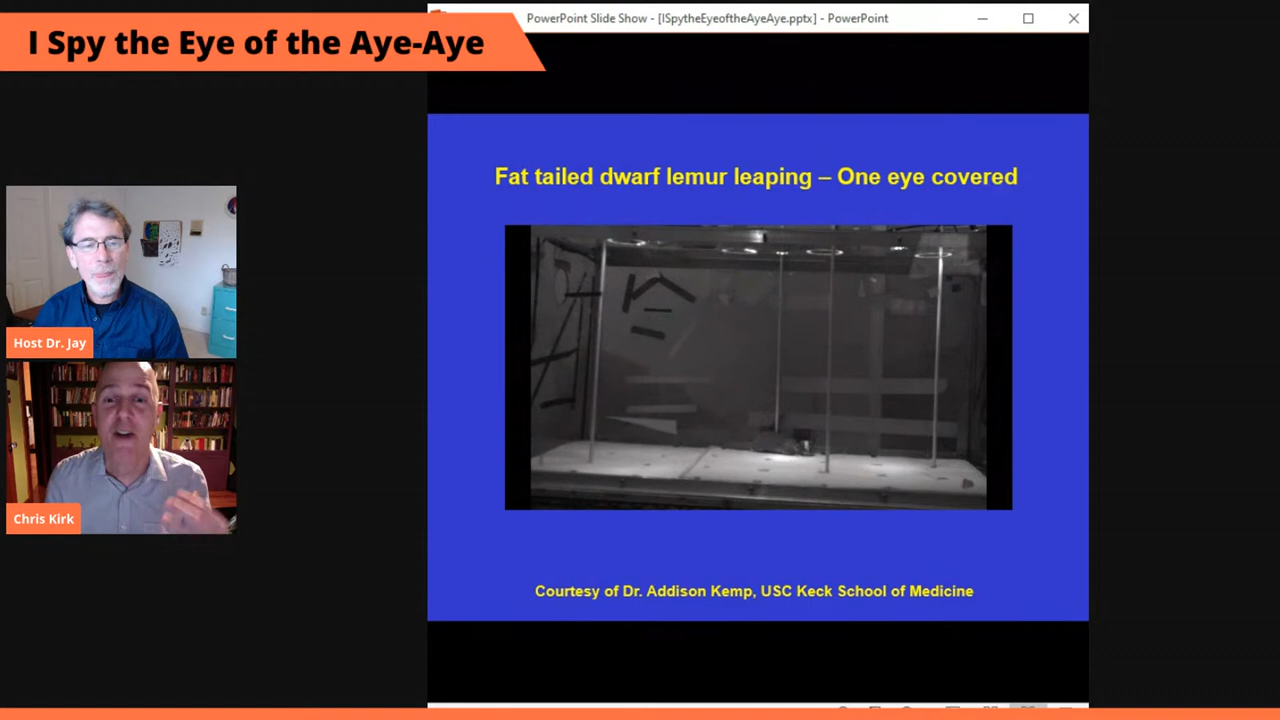 PowerPoint Slide Show - [ISpytheEyeoftheAyeAye.pptx] - PowerPoint
I Spy the Eye of the Aye-Aye
Fat tailed dwarf lemur leaping – One eye covered
Host Dr. Jay
Chris Kirk
Courtesy of Dr. Addison Kemp, USC Keck School of Medicine